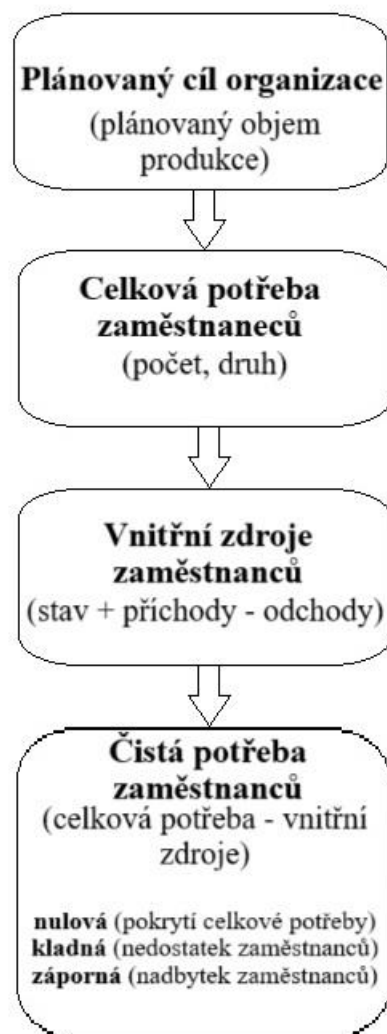 Plánovaný cíl organizace
(plánovaný objem
produkce)
Celková potřeba
zaměstnaneců
(počet, druh)
Vnitřní zdroje
zaměstnanců
(stav + příchody - odchody)
Čistá potřeba
zaměstnanců
(celková potřeba - vnitřní
zdroje)
nulová (pokrytí celkové potřeby)
kladná (nedostatek zaměstnanců)
záporná (nadbytek zaměstnanců)